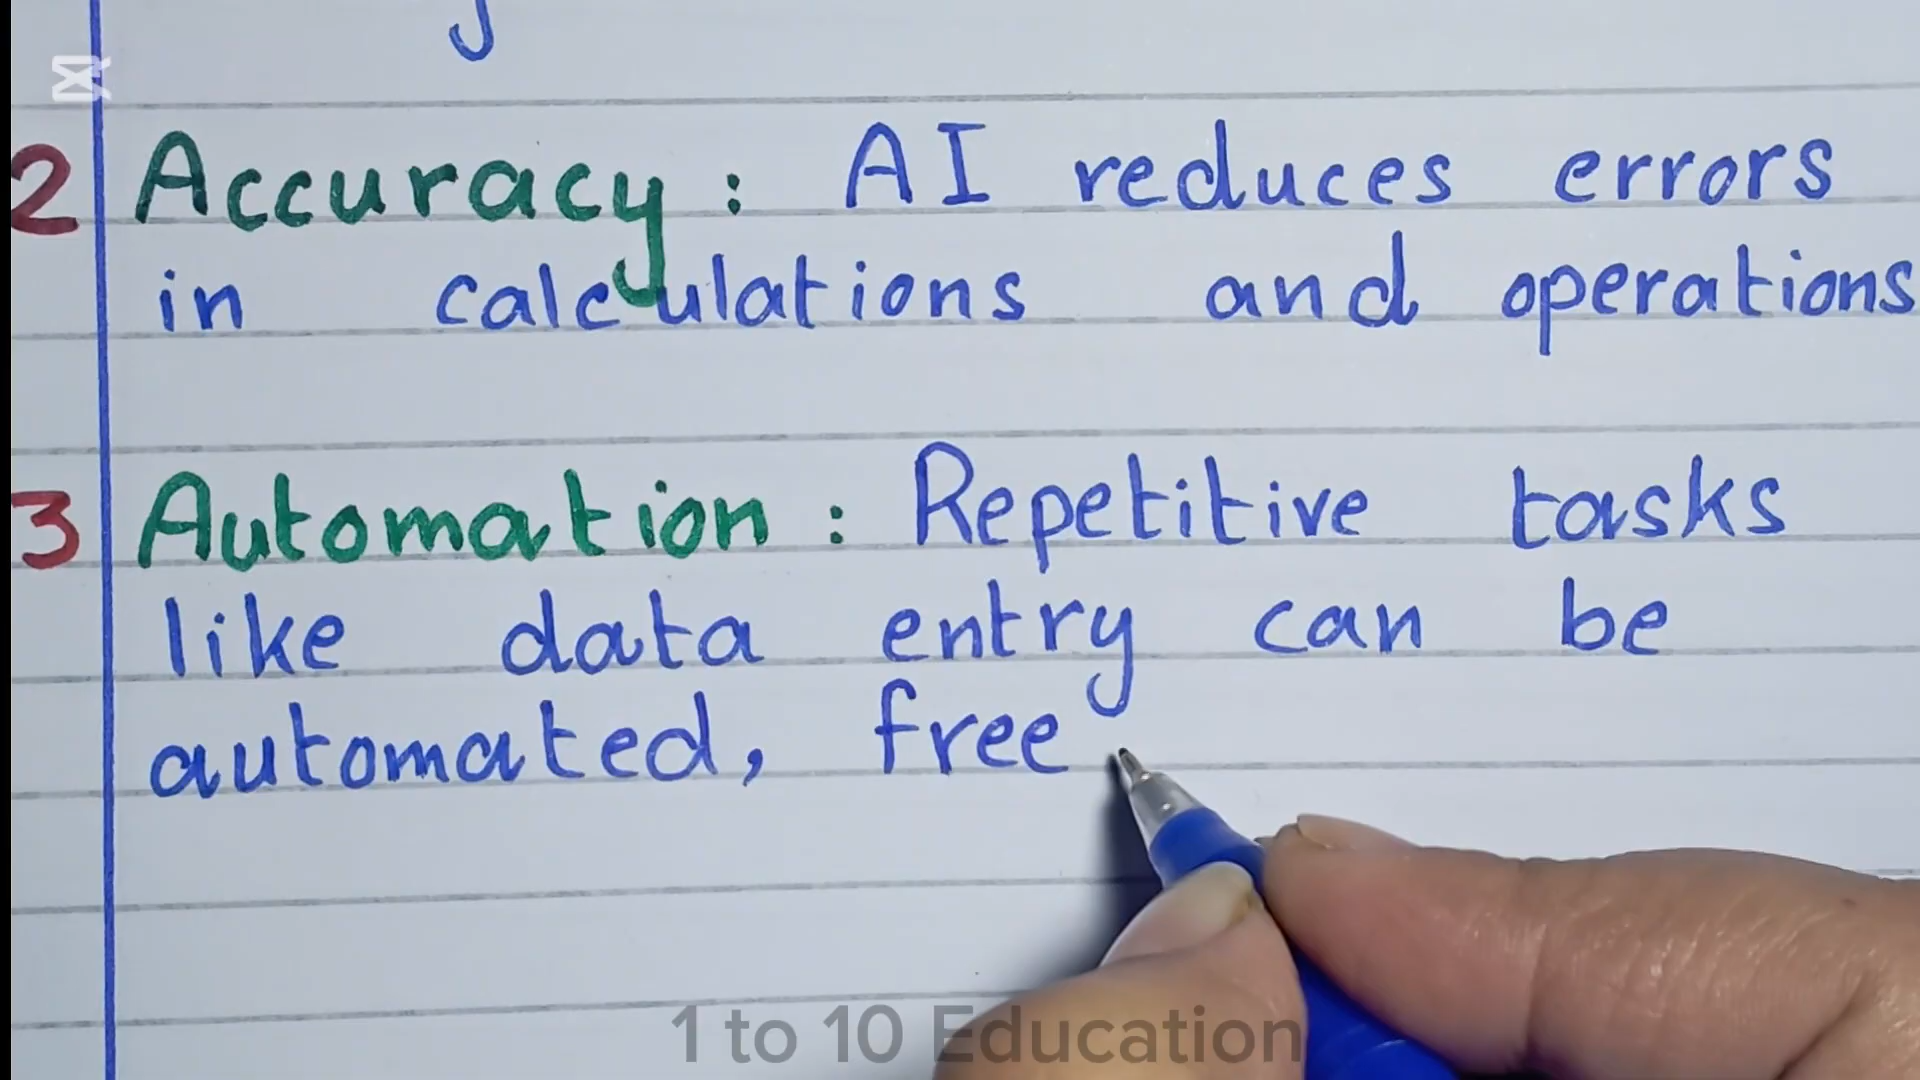 2 Accuracy : AI reduces errors
in calculations and operations
3 Automation : Repetitive tasks
like data entry can be
automated, free
1 to 10 Education